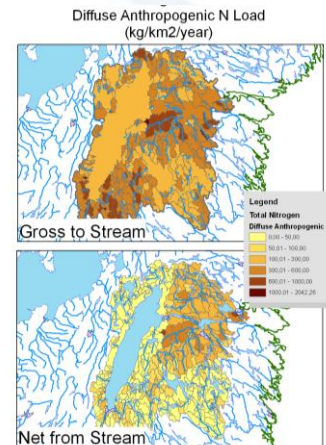 Diffuse Anthropogenic N Load
(kg/km2/year)
Gross to Stream
Legend
Total Nitrogen
Diffuse Anthropogenic
0,00 - 50,00
50,01 - 100,00
100,01 - 300,00
300,01 - 600,00
600,01 - 1000,00
1000,01 - 2042,26
Net from Stream